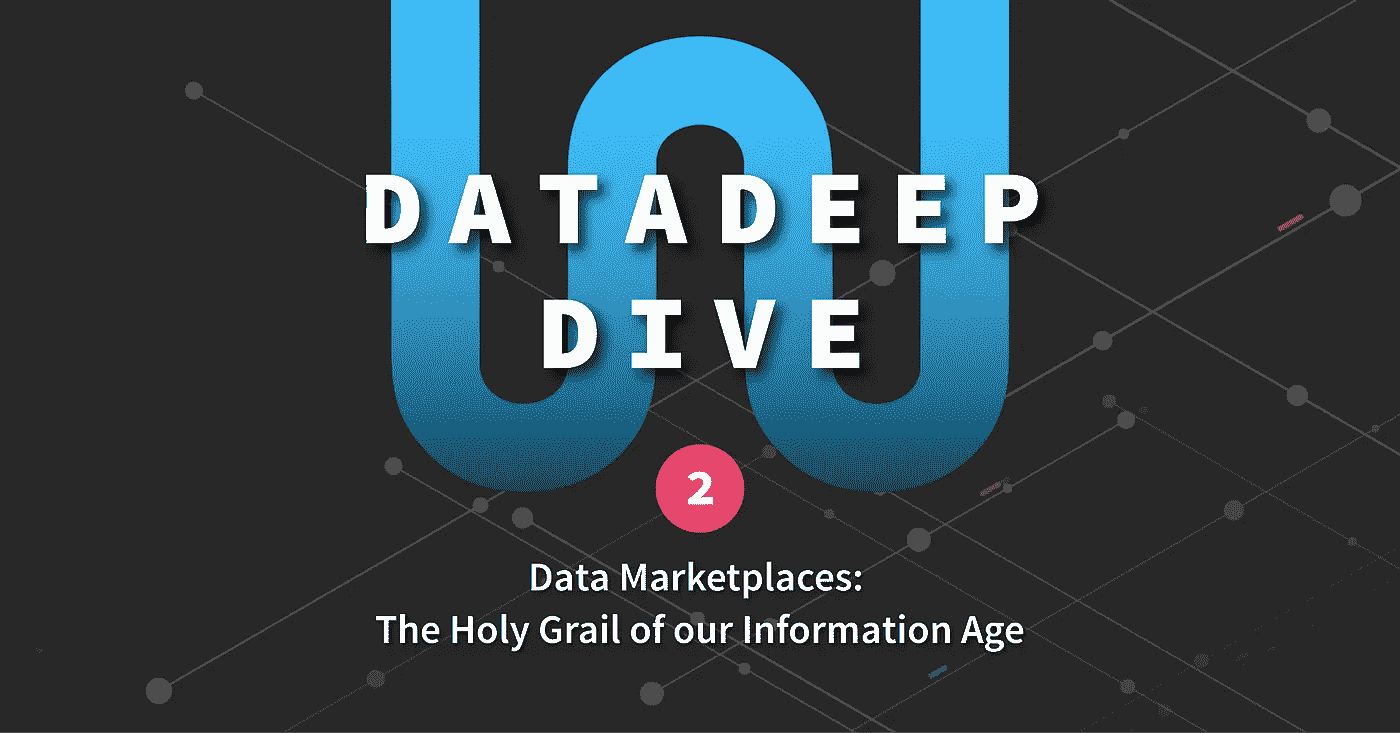 DATADEEP
DIVE
2
Data Marketplaces:
The Holy Grail of our Information Age